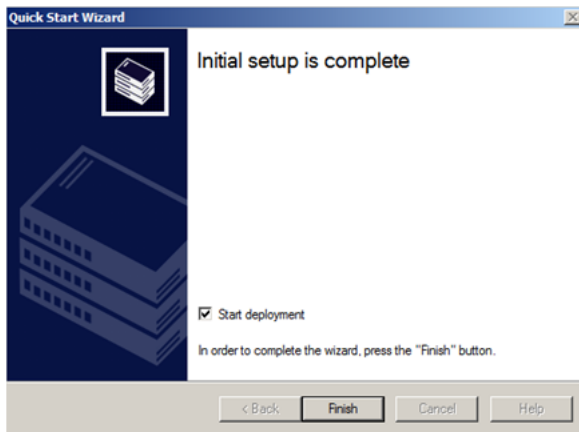 Quick Start Wizard
Initial setup is complete
Start deployment
In order to complete the wizard, press the "Finish" button.
< Back Finish Cancel Help